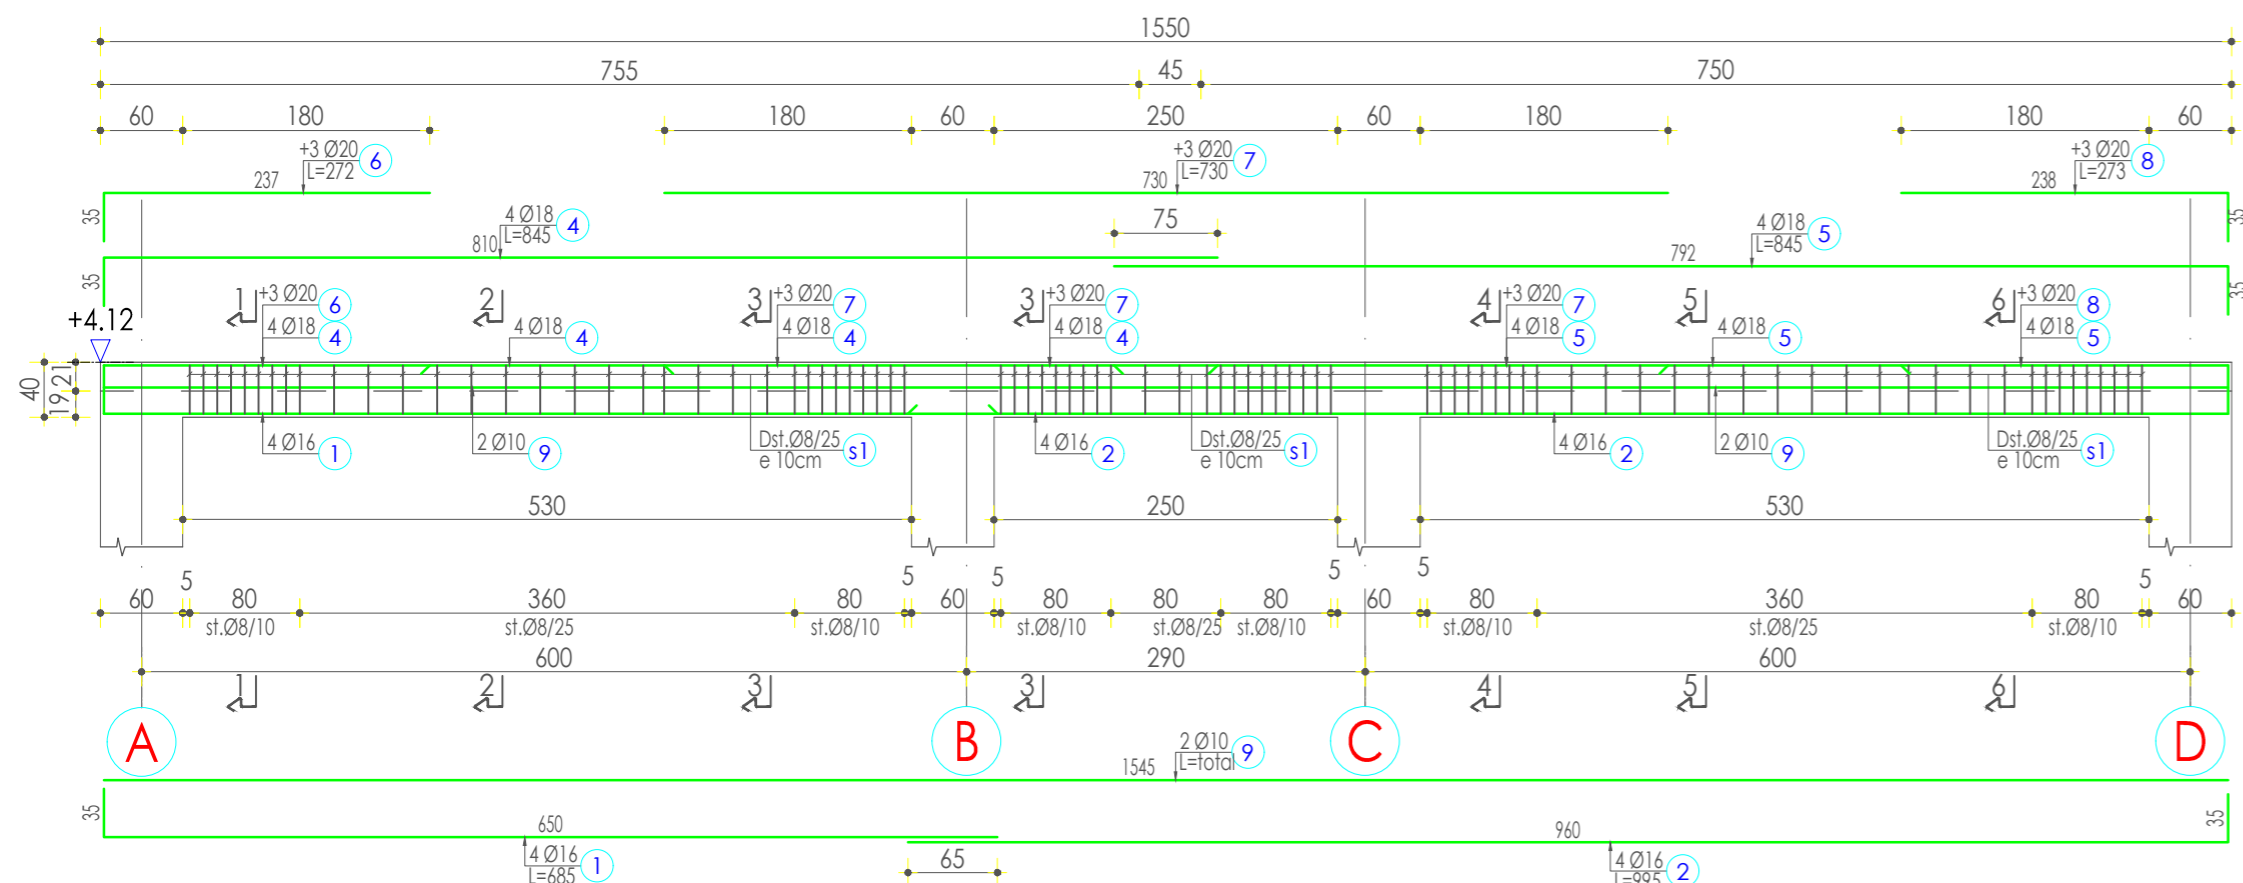 1550
755 45 750
60 180 180 60 250 60 180 180 60
+3 Ø20 6 +3 Ø20 7 +3 Ø20 8
237 L=272 730 L=730 238 L=273
35 35
4 Ø18 4 75 4 Ø18 5
810 L=845 792 L=845
35 35
1 +3 Ø20 6 2 3 +3 Ø20 7 3 +3 Ø20 7 4 +3 Ø20 7 5 6 +3 Ø20 8
+4.12 4 Ø18 4 4 Ø18 4 4 Ø18 4 4 Ø18 4 4 Ø18 5 4 Ø18 5 4 Ø18 5
40 19 21
4 Ø16 1 2 Ø10 9 Dst.Ø8/25 s1 4 Ø16 2 Dst.Ø8/25 s1 4 Ø16 2 2 Ø10 9 Dst.Ø8/25 s1
e 10cm e 10cm e 10cm
530 250 530
5 5 5 5 5 5
60 80 360 80 60 80 80 80 60 80 360 80 60
st.Ø8/10 st.Ø8/25 st.Ø8/10 st.Ø8/10 st.Ø8/25 st.Ø8/10 st.Ø8/10 st.Ø8/25 st.Ø8/10
600 290 600
1 2 3 3 4 5 6
A B C D
2 Ø10 9
1545 L=total
35 35
650 960
4 Ø16 1 65 4 Ø16 2
L=685 L=995